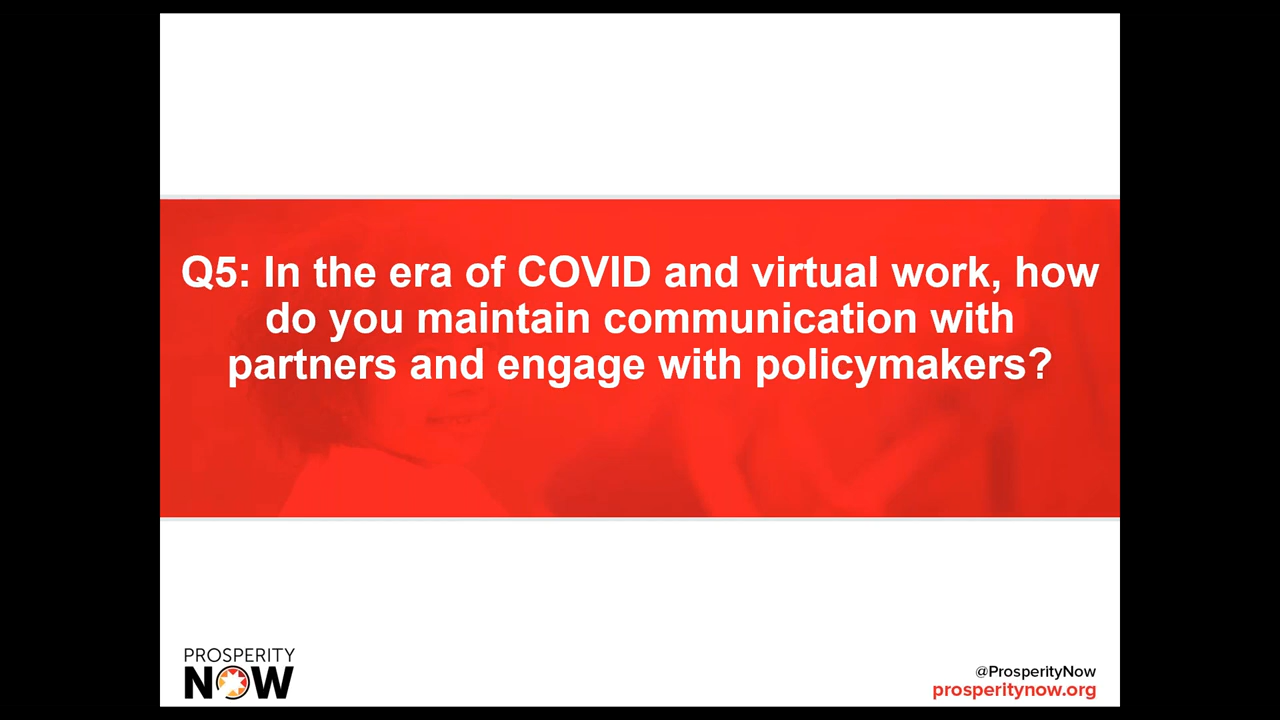 Q5: In the era of COVID and virtual work, how
do you maintain communication with
partners and engage with policymakers?
PROSPERITY
NOW
@ProsperityNow
prosperitynow.org